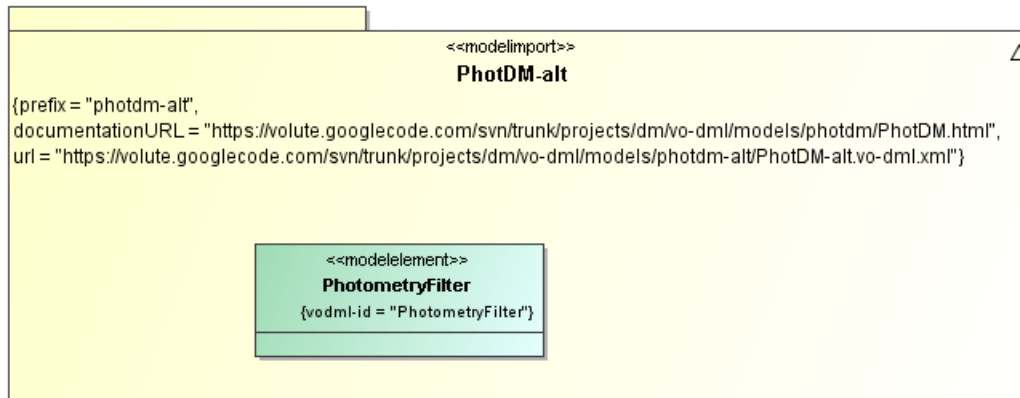 <<modelimport>>
PhotDM-alt
{prefix = "photdm-alt",
documentationURL = "https://volute.googlecode.com/svn/trunk/projects/dm/vo-dml/models/photdm/PhotDM.html",
url = "https://volute.googlecode.com/svn/trunk/projects/dm/vo-dml/models/photdm-alt/PhotDM-alt.vo-dml.xml"}
<<modelelement>>
PhotometryFilter
{vodml-id = "PhotometryFilter"}